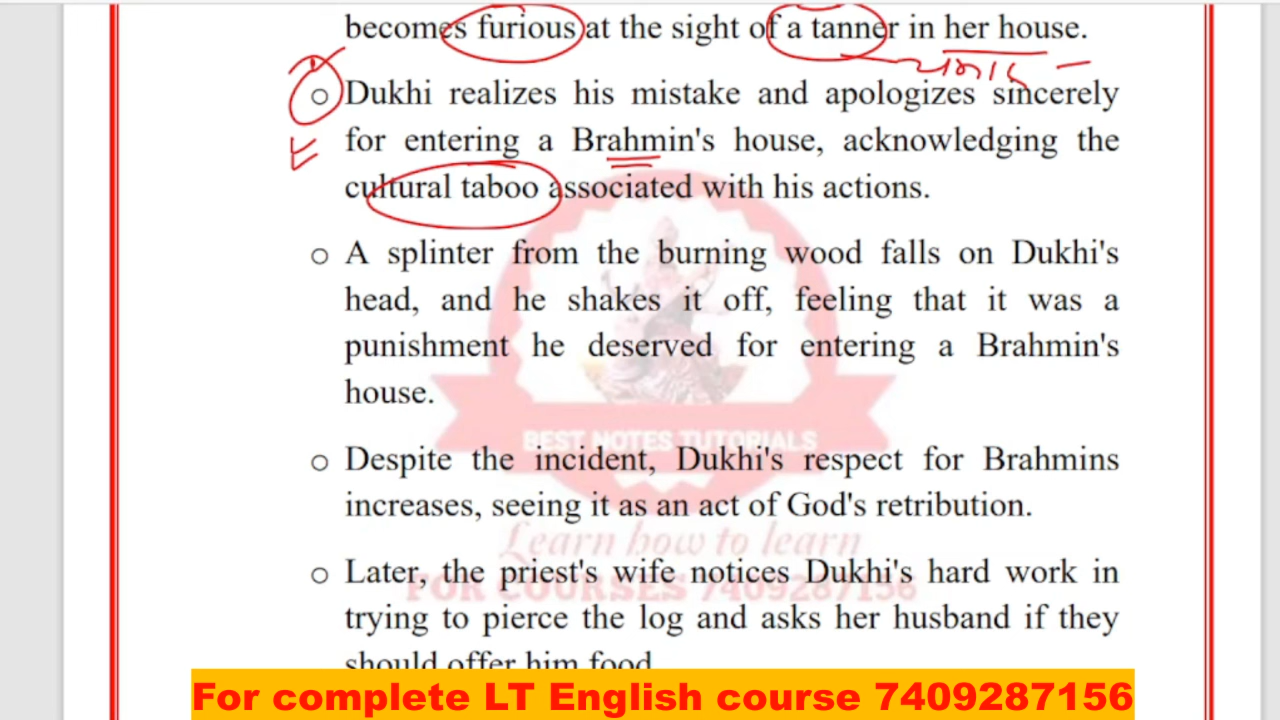 becomes furious at the sight of a tanner in her house.
o Dukhi realizes his mistake and apologizes sincerely
for entering a Brahmin's house, acknowledging the
cultural taboo associated with his actions.
o A splinter from the burning wood falls on Dukhi's
head, and he shakes it off, feeling that it was a
punishment he deserved for entering a Brahmin's
house.
BEST NOTES TUTORIALS
o Despite the incident, Dukhi's respect for Brahmins
increases, seeing it as an act of God's retribution.
Learn how to learn
o Later, the priest's wife notices Dukhi's hard work in
FOR COURSES 7409287156
trying to pierce the log and asks her husband if they
should offer him food
For complete LT English course 7409287156